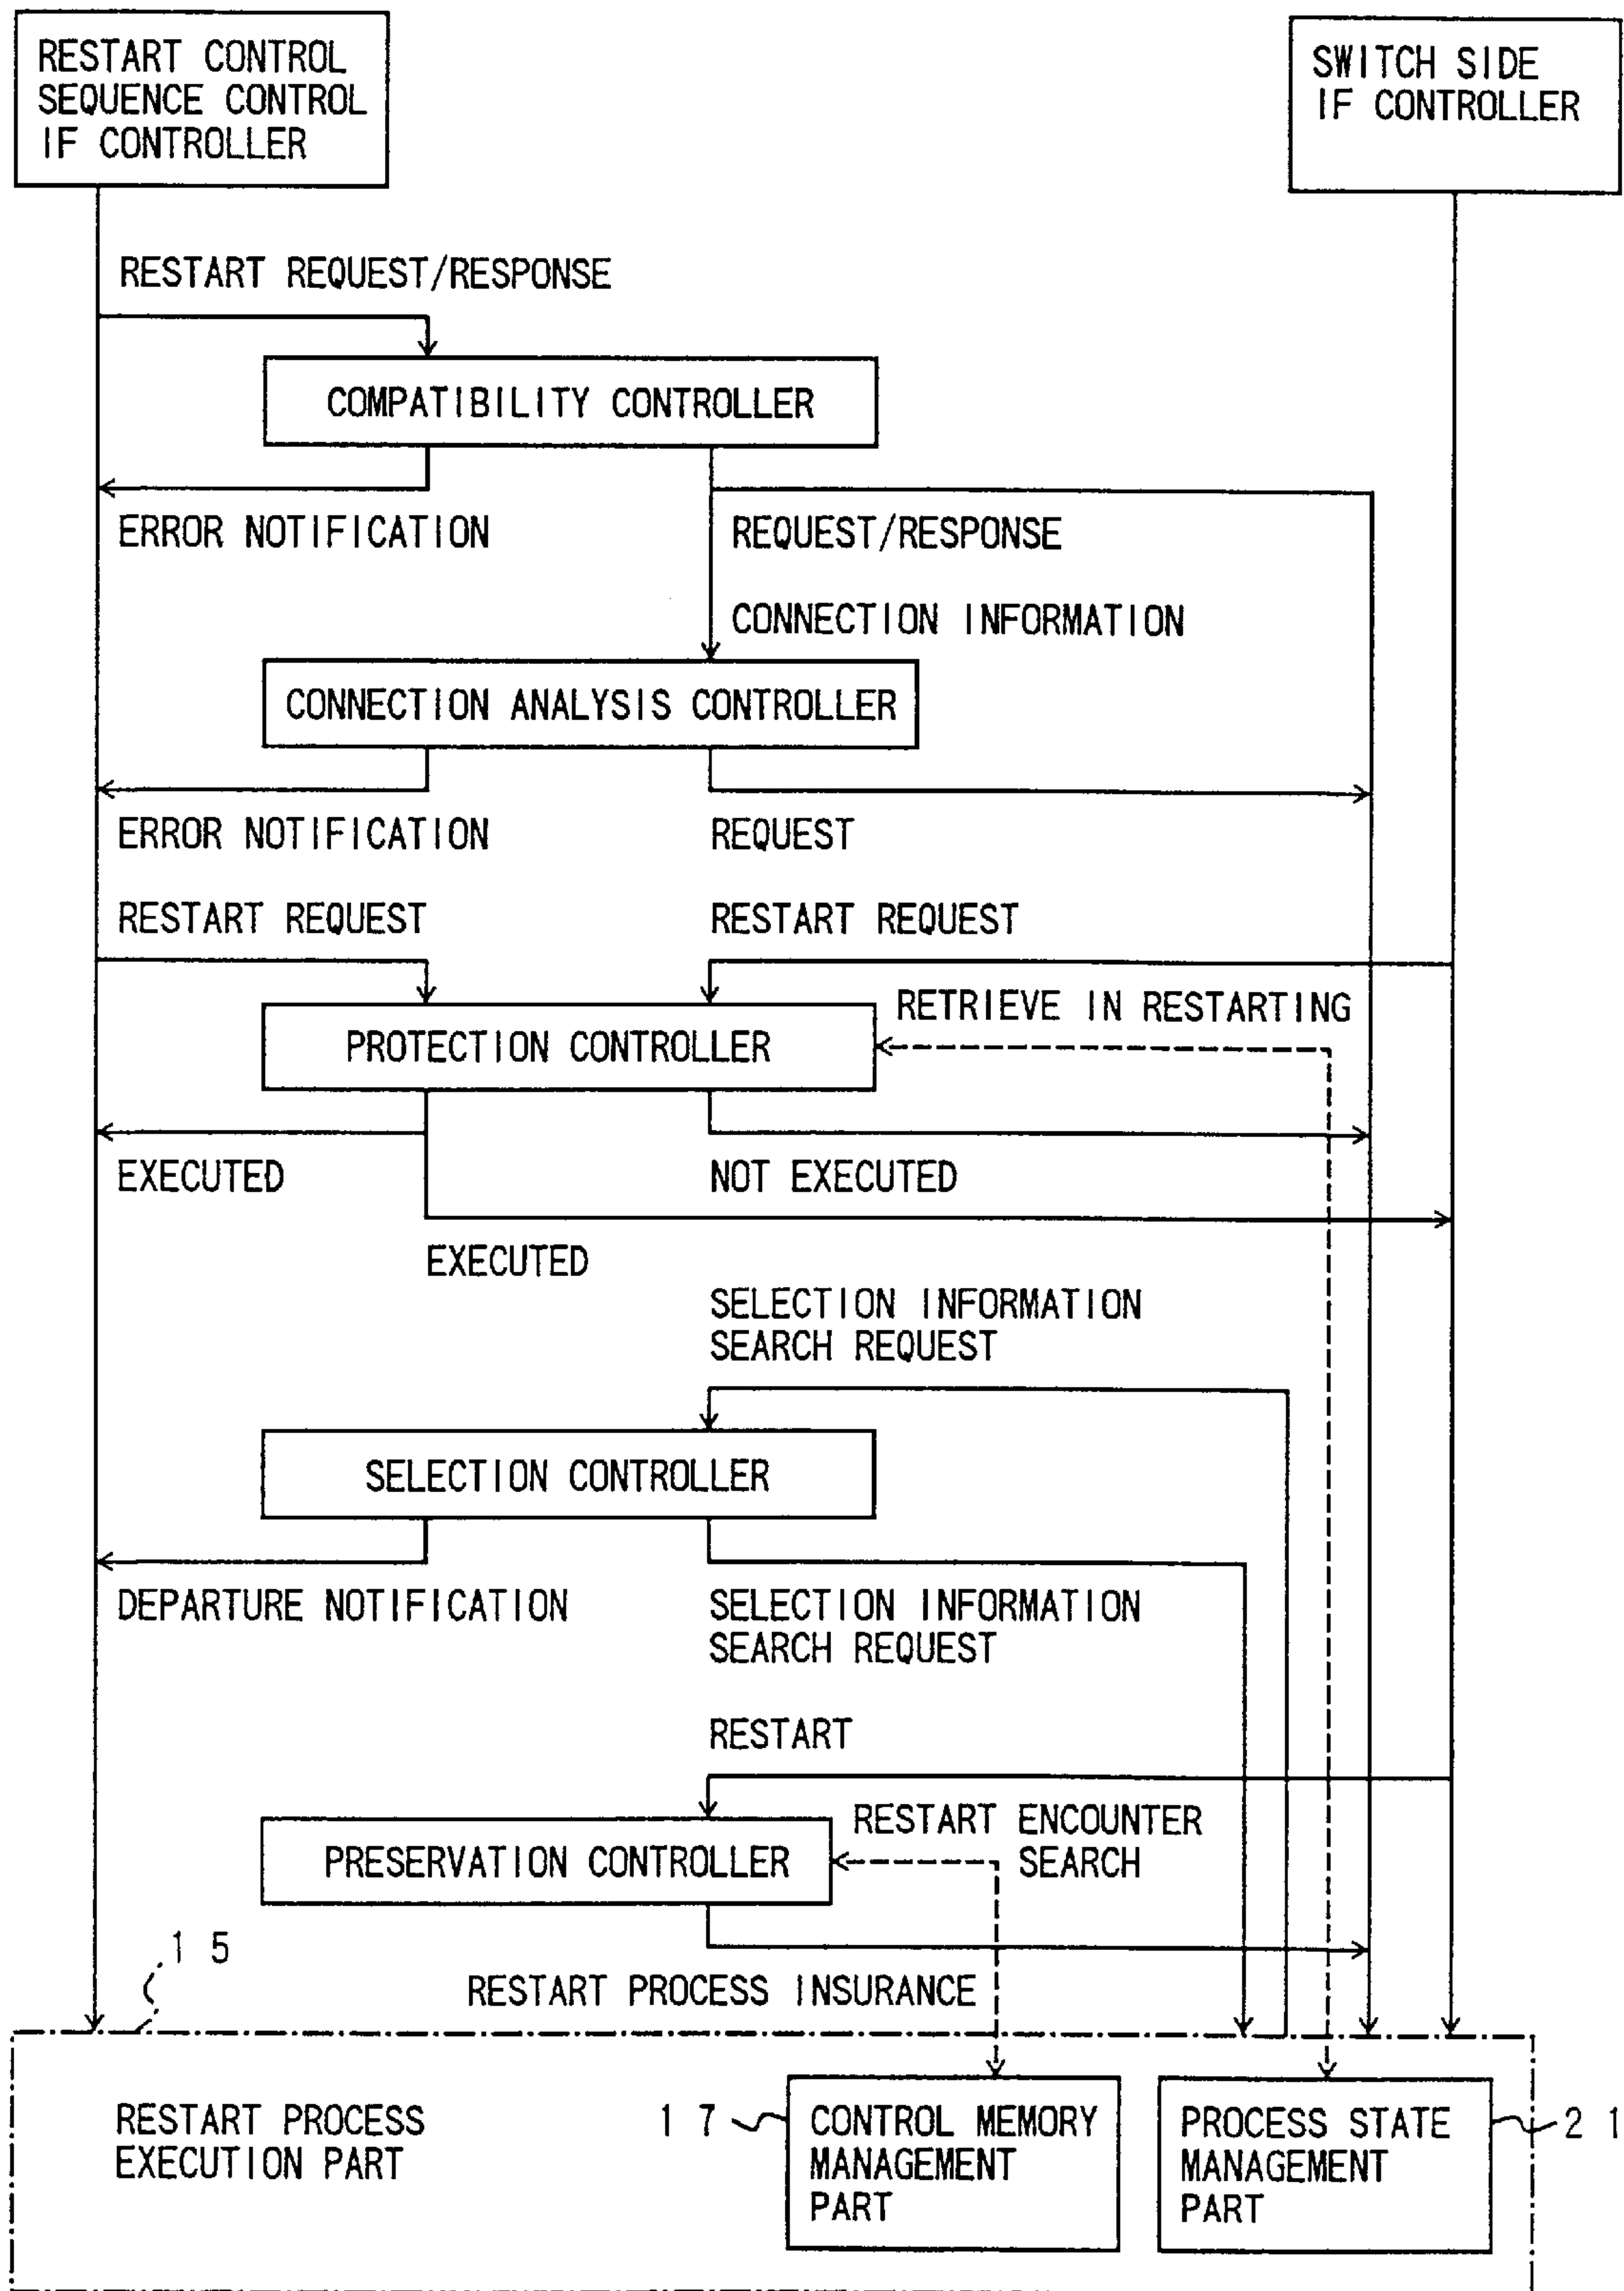 RESTART CONTROL
SEQUENCE CONTROL
IF CONTROLLER
SWITCH SIDE
IF CONTROLLER
RESTART REQUEST/RESPONSE
COMPATIBILITY CONTROLLER
ERROR NOTIFICATION
REQUEST/RESPONSE
CONNECTION INFORMATION
CONNECTION ANALYSIS CONTROLLER
ERROR NOTIFICATION
REQUEST
RESTART REQUEST
RESTART REQUEST
RETRIEVE IN RESTARTING
PROTECTION CONTROLLER
EXECUTED
NOT EXECUTED
EXECUTED
SELECTION INFORMATION
SEARCH REQUEST
SELECTION CONTROLLER
DEPARTURE NOTIFICATION
SELECTION INFORMATION
SEARCH REQUEST
RESTART
RESTART ENCOUNTER
SEARCH
PRESERVATION CONTROLLER
15
RESTART PROCESS INSURANCE
RESTART PROCESS
EXECUTION PART
17
CONTROL MEMORY
MANAGEMENT
PART
PROCESS STATE
MANAGEMENT
PART
21